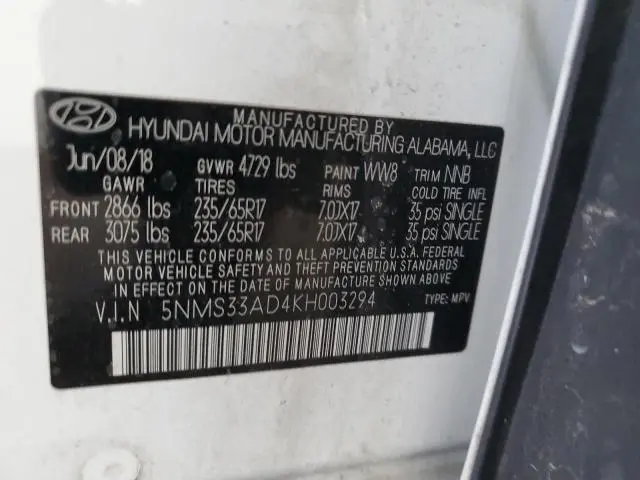 MANUFACTURED BY
HYUNDAI MOTOR MANUFACTURING ALABAMA, LLC
Jun/08/18 GVWR 4729 lbs PAINT WW8 TRIM NNB
GAWR TIRES RIMS COLD TIRE INFL
FRONT 2866 lbs 235/65R17 7.0JX17 35 psi SINGLE
REAR 3075 lbs 235/65R17 7.0JX17 35 psi SINGLE
THIS VEHICLE CONFORMS TO APPLICABLE U.S.A. FEDERAL
MOTOR VEHICLE SAFETY AND THEFT PREVENTION STANDARDS
IN EFFECT ON THE DATE OF MANUFACTURE SHOWN ABOVE
V.I.N 5NMS33AD4KH003294 TYPE: MPV